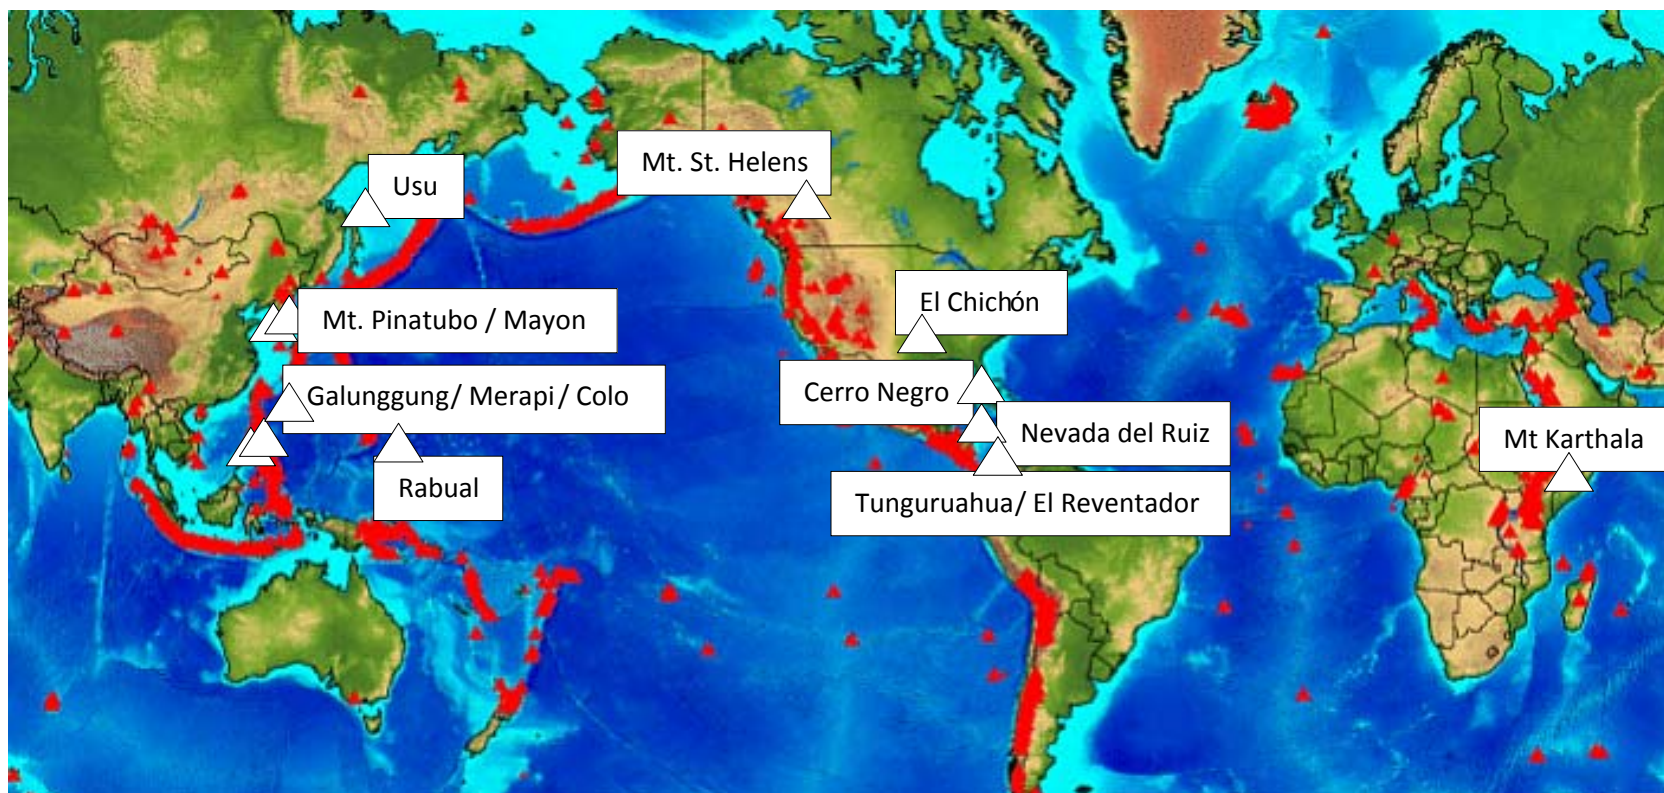 Mt. St. Helens
Usu
El Chichón
Mt. Pinatubo / Mayon
Galunggung/ Merapi/ Colo
Cerro Negro
Nevada del Ruiz
Mt Karthala
Rabual
Tunguruahua/ El Reventador